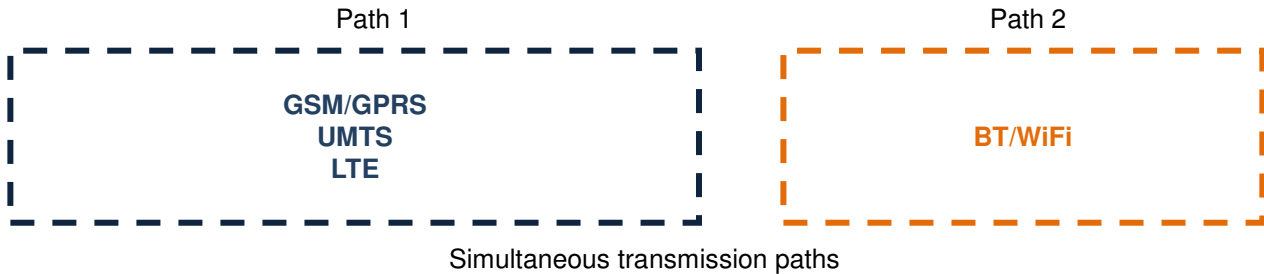 Path 1
Path 2
GSM/GPRS
UMTS
LTE
BT/WiFi
Simultaneous transmission paths